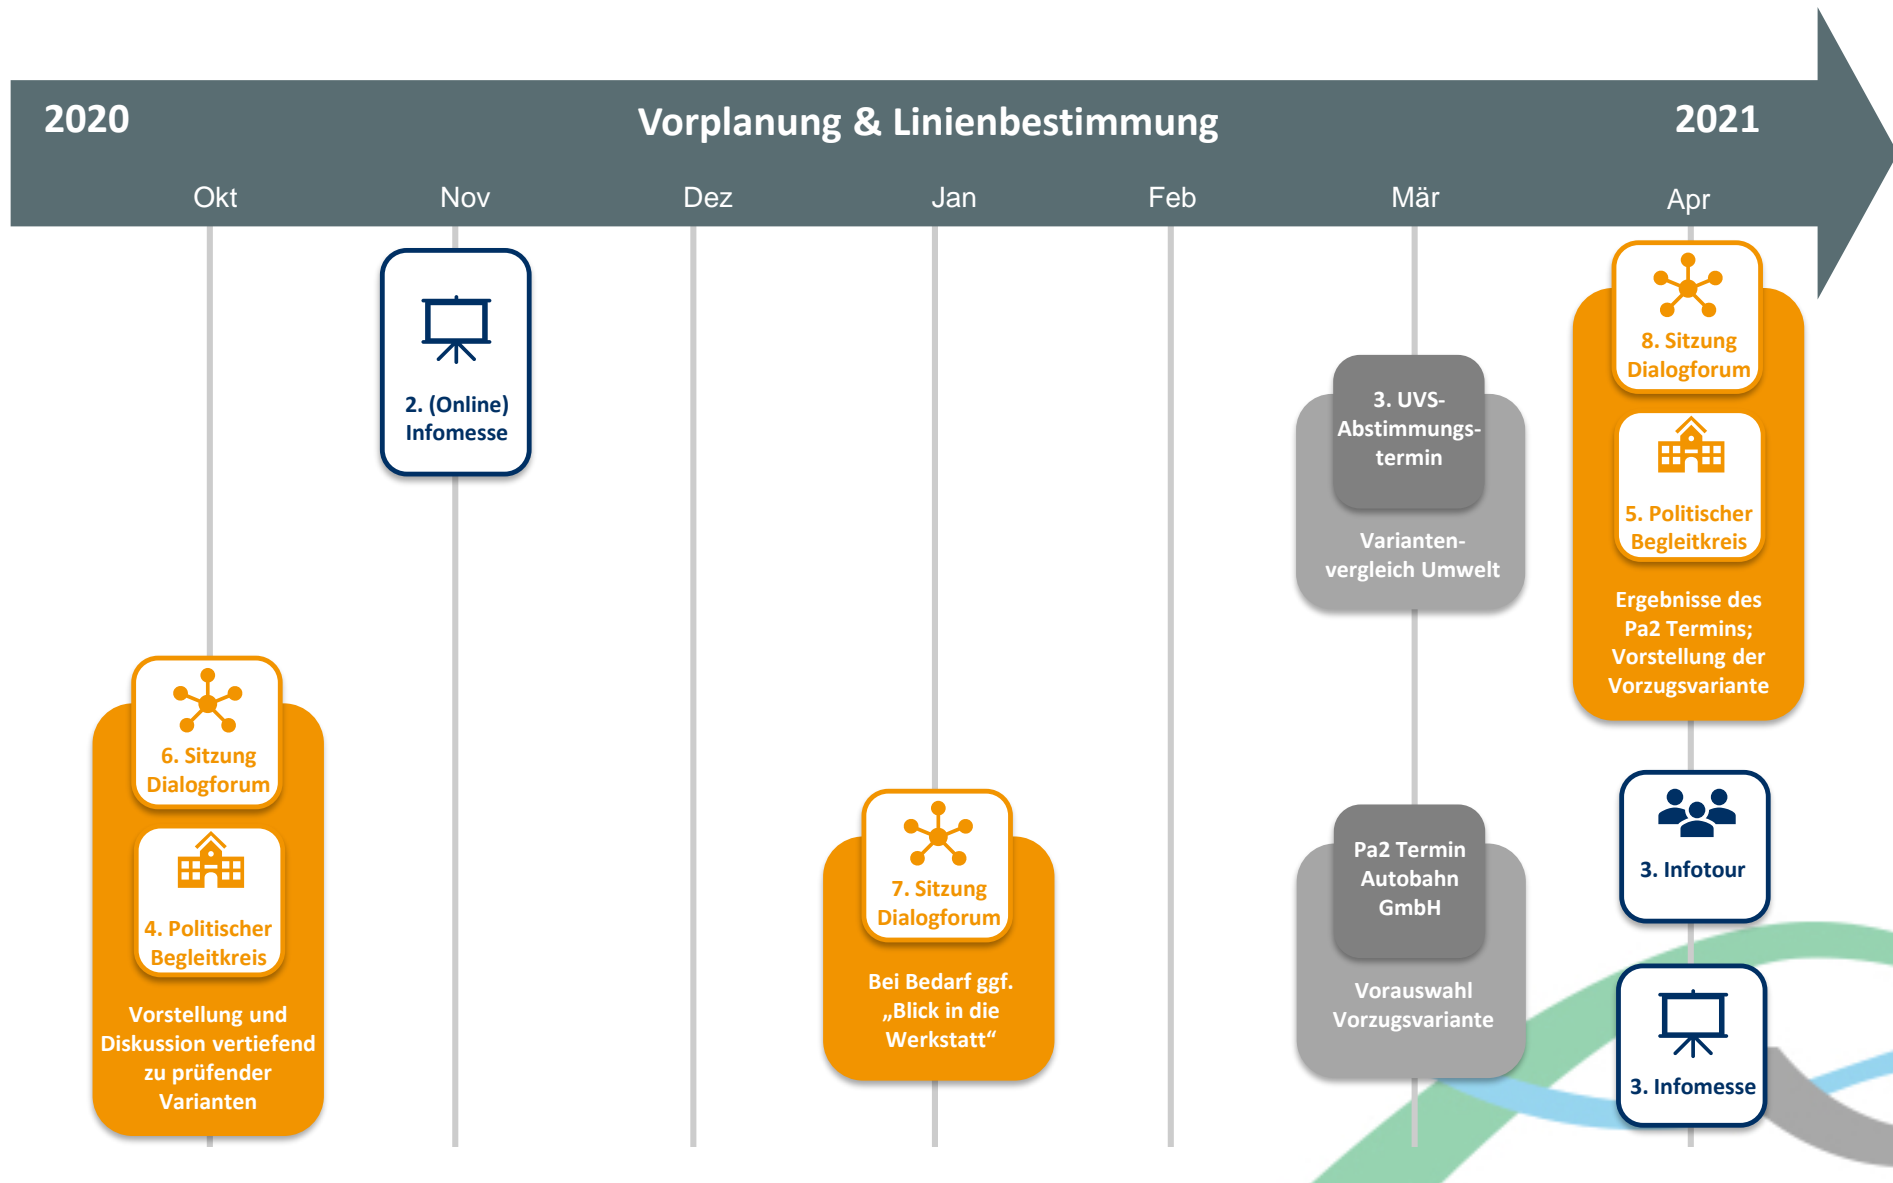 2020
Vorplanung & Linienbestimmung
2021
Okt
Nov
Dez
Jan
Feb
Mär
Apr
6. Sitzung
Dialogforum
4. Politischer
Begleitkreis
Vorstellung und
Diskussion vertiefend
zu prüfender
Varianten
2. (Online)
Infomesse
7. Sitzung
Dialogforum
Bei Bedarf ggf.
„Blick in die
Werkstatt“
3. UVS-
Abstimmungs-
termin
Varianten-
vergleich Umwelt
Pa2 Termin
Autobahn
GmbH
Vorauswahl
Vorzugsvariante
8. Sitzung
Dialogforum
5. Politischer
Begleitkreis
Ergebnisse des
Pa2 Termins;
Vorstellung der
Vorzugsvariante
3. Infotour
3. Infomesse